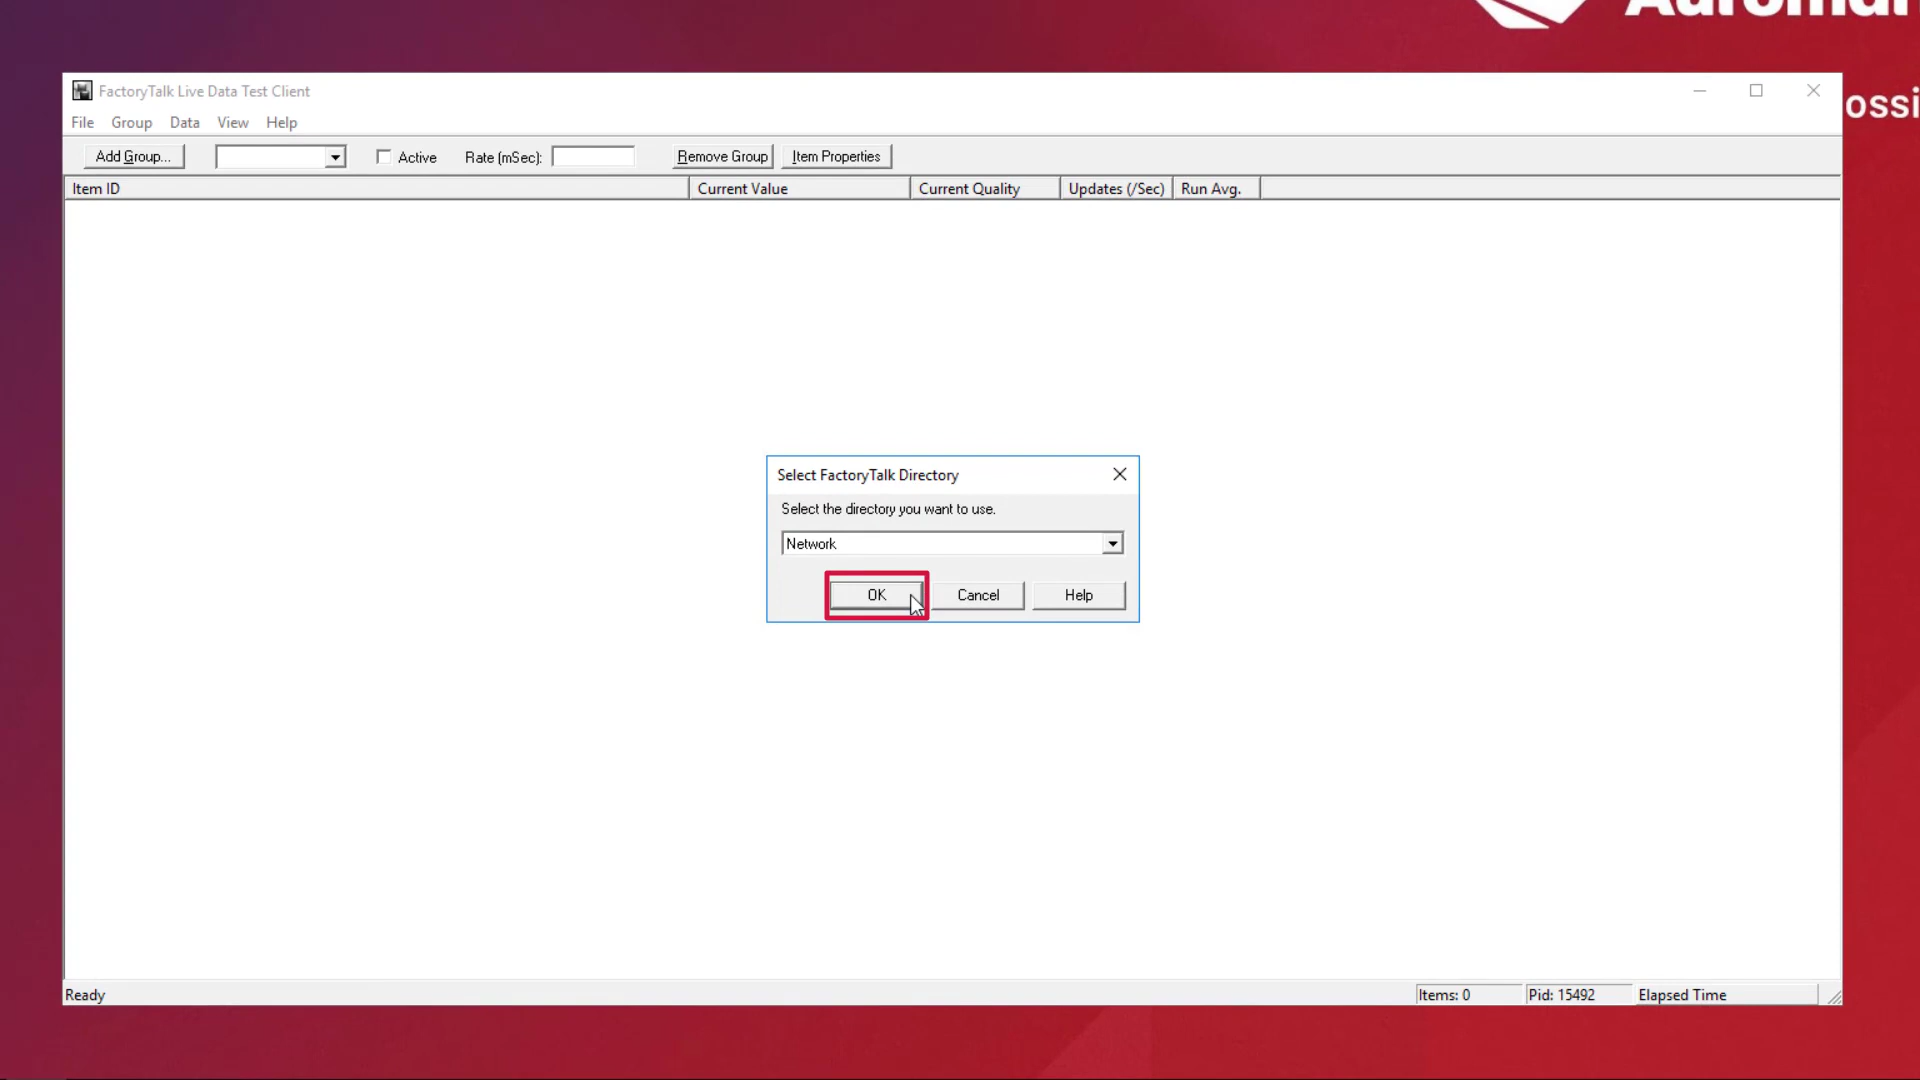 FactoryTalk Live Data Test Client
ossi
File Group Data View Help
Add Group... Active Rate (mSec): Remove Group Item Properties
Item ID Current Value Current Quality Updates (/Sec) Run Avg.
Select FactoryTalk Directory
Select the directory you want to use.
Network
OK Cancel Help
Ready Items: 0 Pid: 15492 Elapsed Time